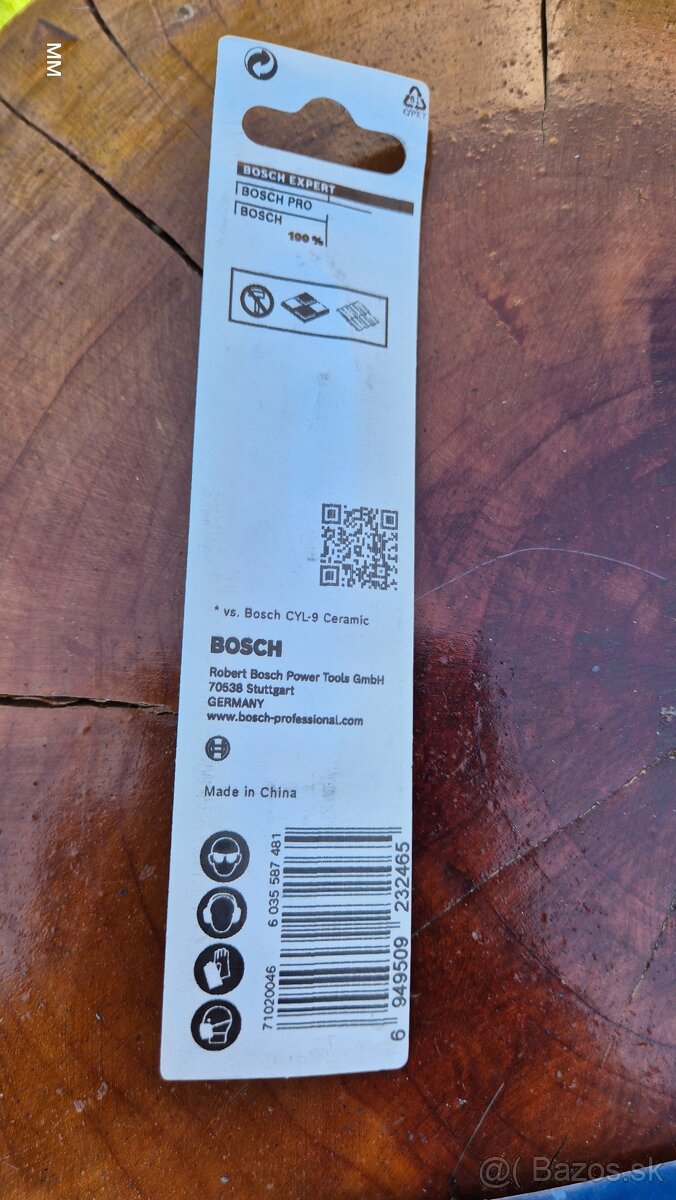 MM
BOSCH EXPERT
BOSCH PRO
BOSCH
100 %
* vs. Bosch CYL-9 Ceramic
BOSCH
Robert Bosch Power Tools GmbH
70538 Stuttgart
GERMANY
www.bosch-professional.com
Made in China
71020046
6 035 587 481
6 949509 232465
@( Bazos.sk